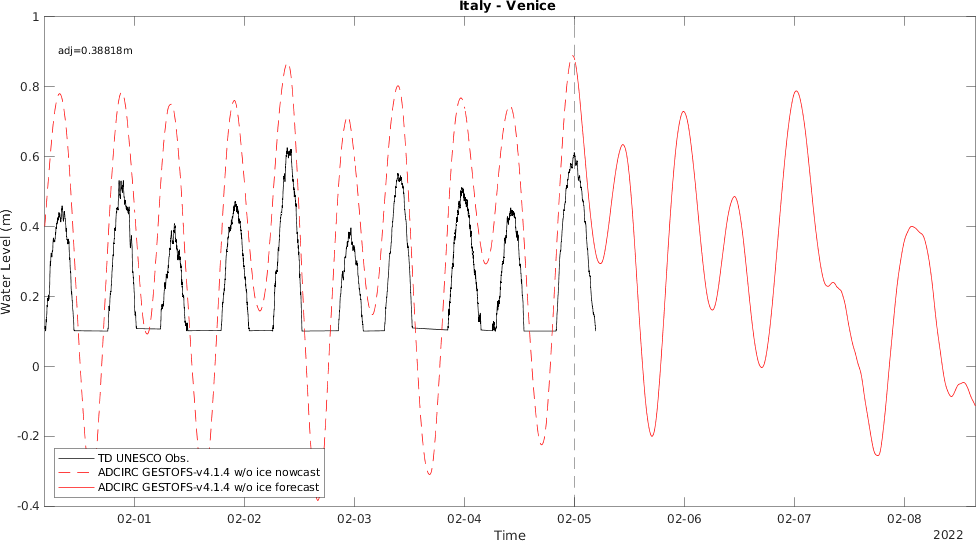 Italy - Venice
adj=0.38818m
1
0.8
0.6
0.4
0.2
0
-0.2
-0.4
Water Level (m)
TD UNESCO Obs.
ADCIRC GESTOFS-v4.1.4 w/o ice nowcast
ADCIRC GESTOFS-v4.1.4 w/o ice forecast
02-01 02-02 02-03 02-04 02-05 02-06 02-07 02-08
Time
2022